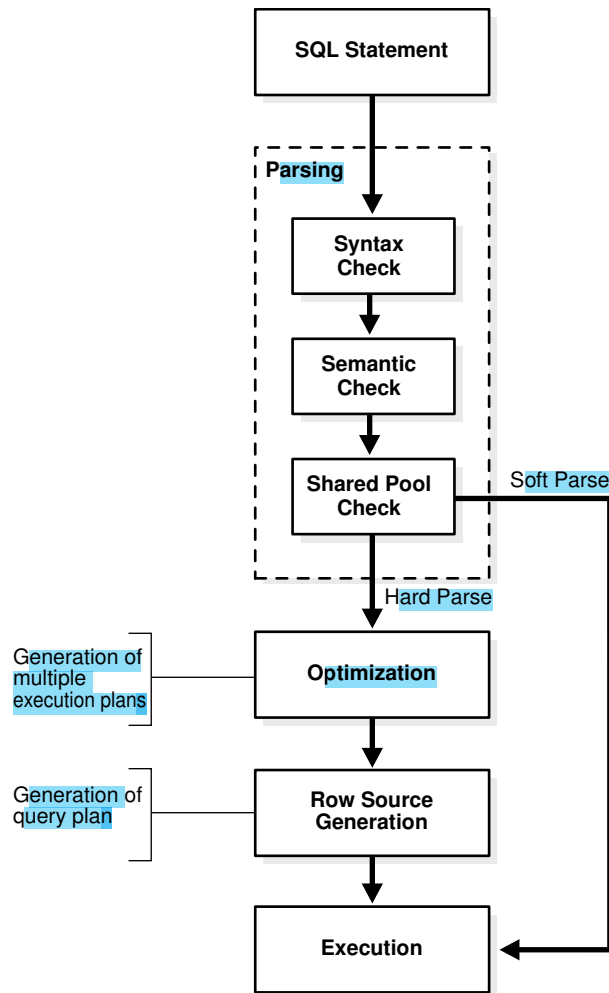 SQL Statement
Parsing
Syntax
Check
Semantic
Check
Shared Pool
Check
Soft Parse
Hard Parse
Generation of
multiple
execution plans
Optimization
Generation of
query plan
Row Source
Generation
Execution